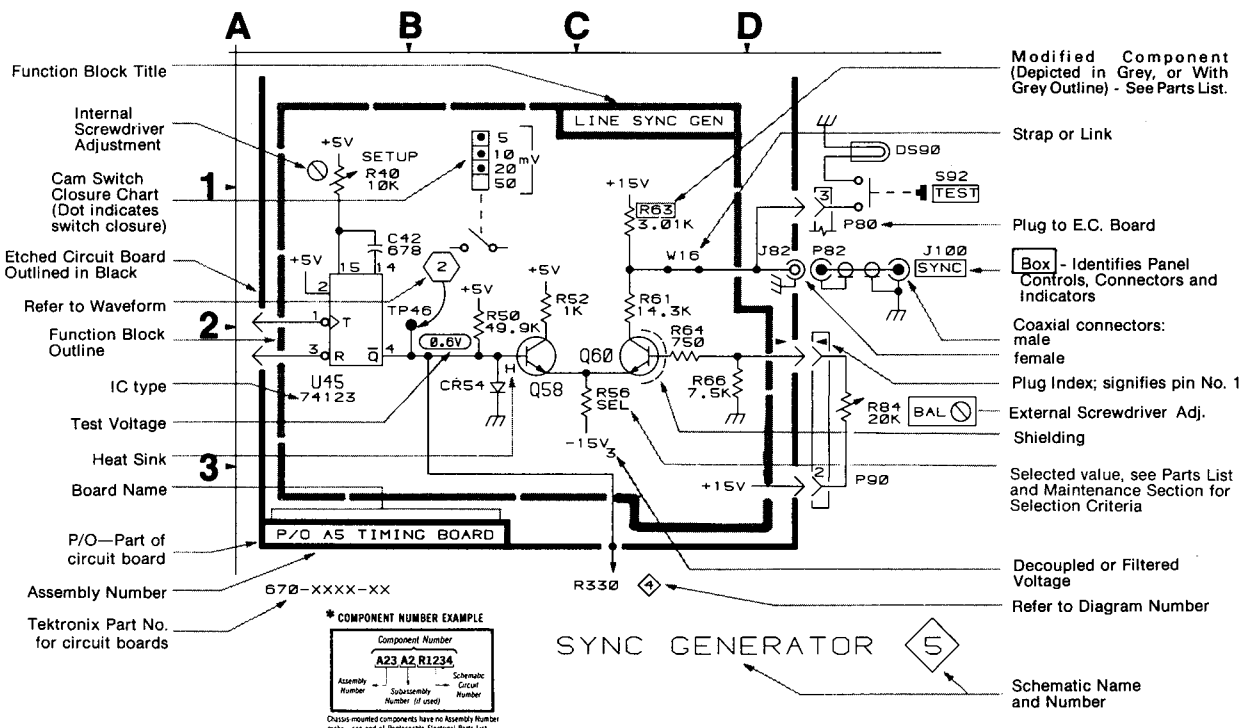 A B C D
Function Block Title
Internal
Screwdriver
Adjustment
Cam Switch
Closure Chart
(Dot indicates
switch closure)
Etched Circuit Board
Outlined in Black
Refer to Waveform
Function Block
Outline
IC type
Test Voltage
Heat Sink
Board Name
P/O—Part of
circuit board
Assembly Number
Tektronix Part No.
for circuit boards
1
2
3
LINE SYNC GEN
+5V
SETUP
R40
10K
5
10
20
50
mV
C42
678
+5V
15
14
2
1
T
3
R
Q
4
U45
74123
2
TP46
+5V
R50
49.9K
0.6V
CR54
H
+5V
R52
1K
Q58
Q60
+15V
R63
3.01K
W16
R61
14.3K
R64
750
R66
7.5K
R56
SEL
-15V
3
+15V
P/O A5 TIMING BOARD
670-XXXX-XX
R330
4
DS90
S92
TEST
3
P80
J82
P82
J100
SYNC
R84
20K
BAL
2
P90
Modified Component
(Depicted in Grey, or With
Grey Outline) - See Parts List.
Strap or Link
Plug to E.C. Board
Box - Identifies Panel
Controls, Connectors and
Indicators
Coaxial connectors:
male
female
Plug Index; signifies pin No. 1
External Screwdriver Adj.
Shielding
Selected value, see Parts List
and Maintenance Section for
Selection Criteria
Decoupled or Filtered
Voltage
Refer to Diagram Number
* COMPONENT NUMBER EXAMPLE
Component Number
A23 A2 R1234
Assembly
Number
Subassembly
Number (if used)
Schematic
Circuit
Number
Chassis-mounted components have no Assembly Number
SYNC GENERATOR
5
Schematic Name
and Number